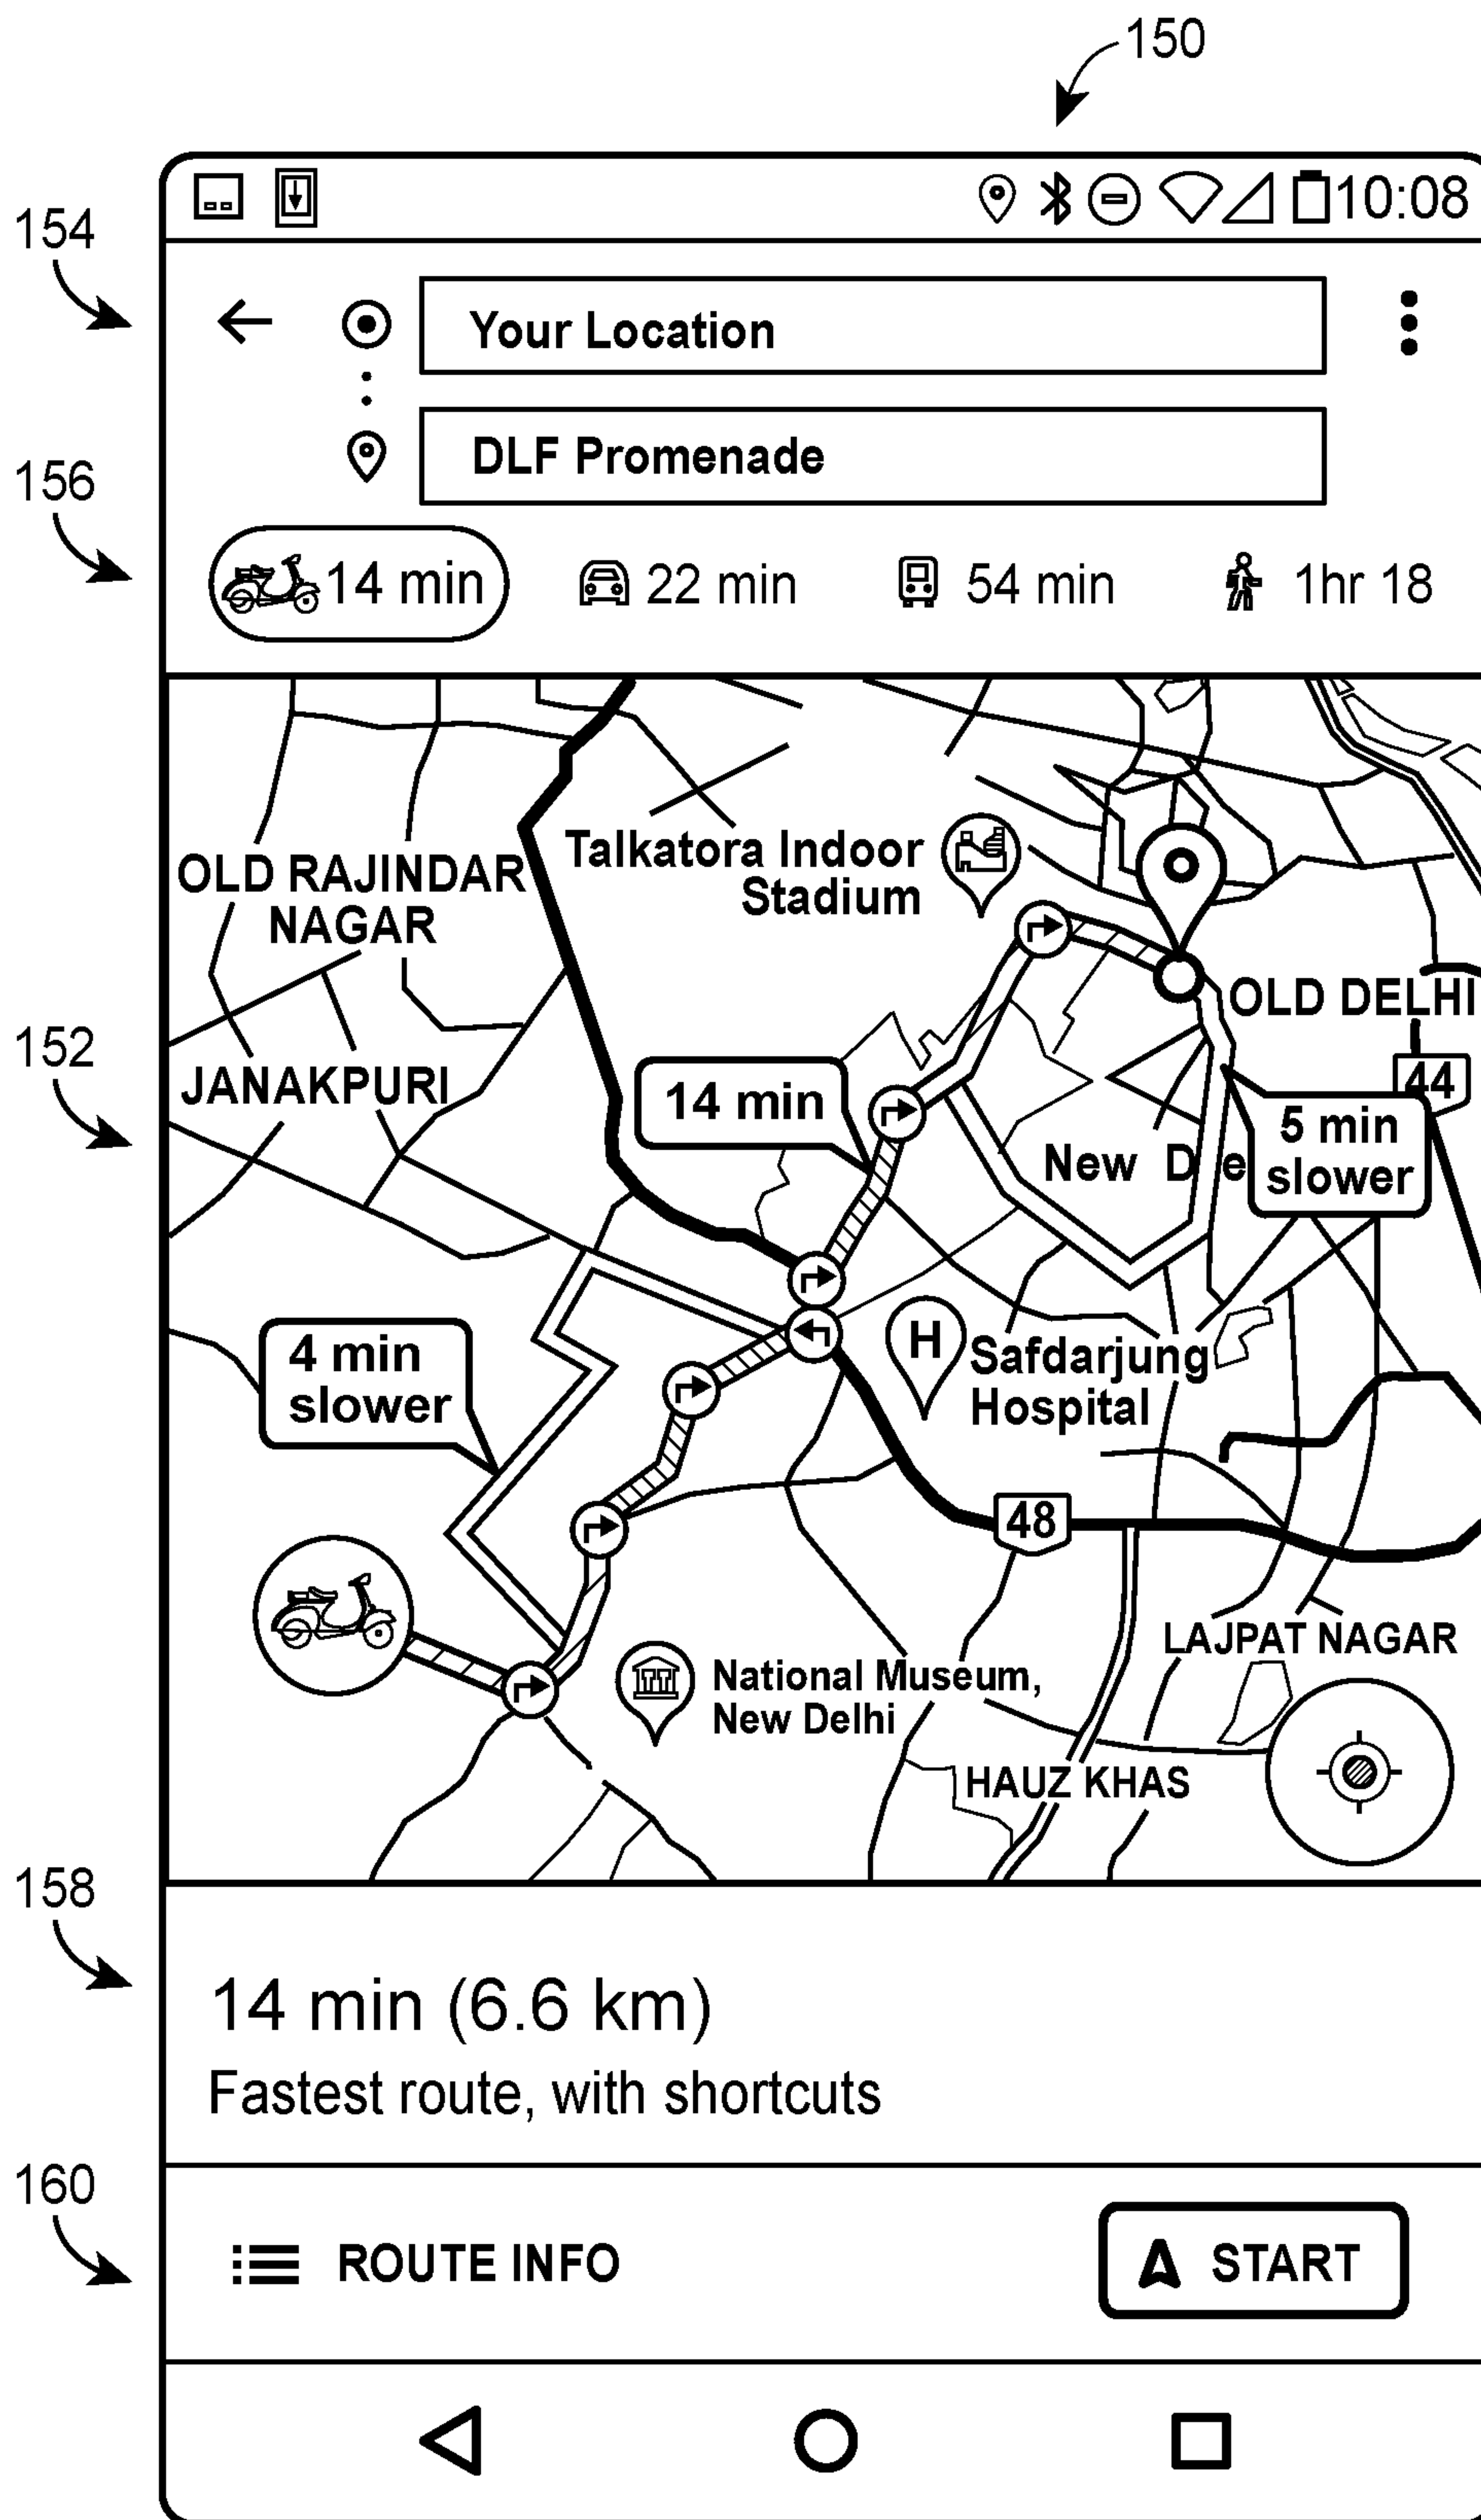 150
10:08
154
Your Location
DLF Promenade
156
14 min
22 min
54 min
1hr 18
Talkatora Indoor
Stadium
OLD RAJINDAR
NAGAR
OLD DELHI
152
JANAKPURI
14 min
44
5 min
slower
New De
4 min
slower
H
Safdarjung
Hospital
48
LAJPAT NAGAR
National Museum,
New Delhi
HAUZ KHAS
158
14 min (6.6 km)
Fastest route, with shortcuts
160
ROUTE INFO
START